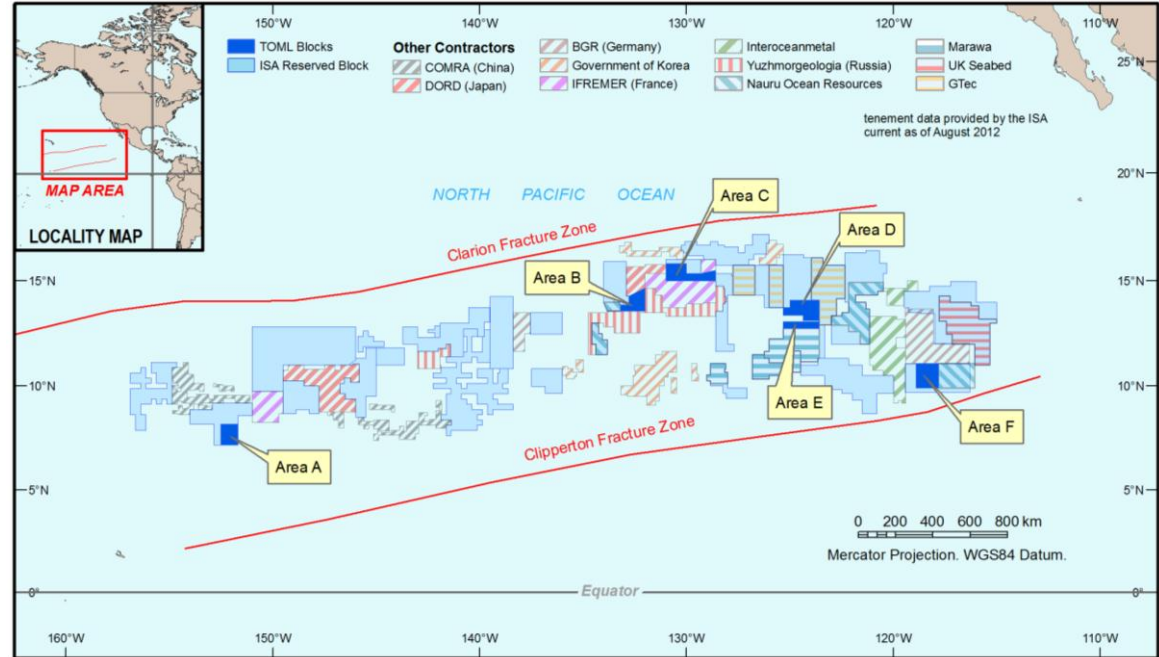 150°W
140°W
130°W
120°W
110°W
TOML Blocks
ISA Reserved Block
Other Contractors
COMRA (China)
DORD (Japan)
BGR (Germany)
Government of Korea
IFREMER (France)
Interoceanmetal
Yuzhmorgeologia (Russia)
Nauru Ocean Resources
Marawa
UK Seabed
GTec
tenement data provided by the ISA
current as of August 2012
25°N
20°N
MAP AREA
LOCALITY MAP
NORTH PACIFIC OCEAN
Clarion Fracture Zone
Area C
Area D
Area B
15°N
15°N
10°N
10°N
Area E
Area F
Clipperton Fracture Zone
Area A
5°N
5°N
0 200 400 600 800 km
Mercator Projection. WGS84 Datum.
0°
Equator
0°
160°W
150°W
140°W
130°W
120°W
110°W